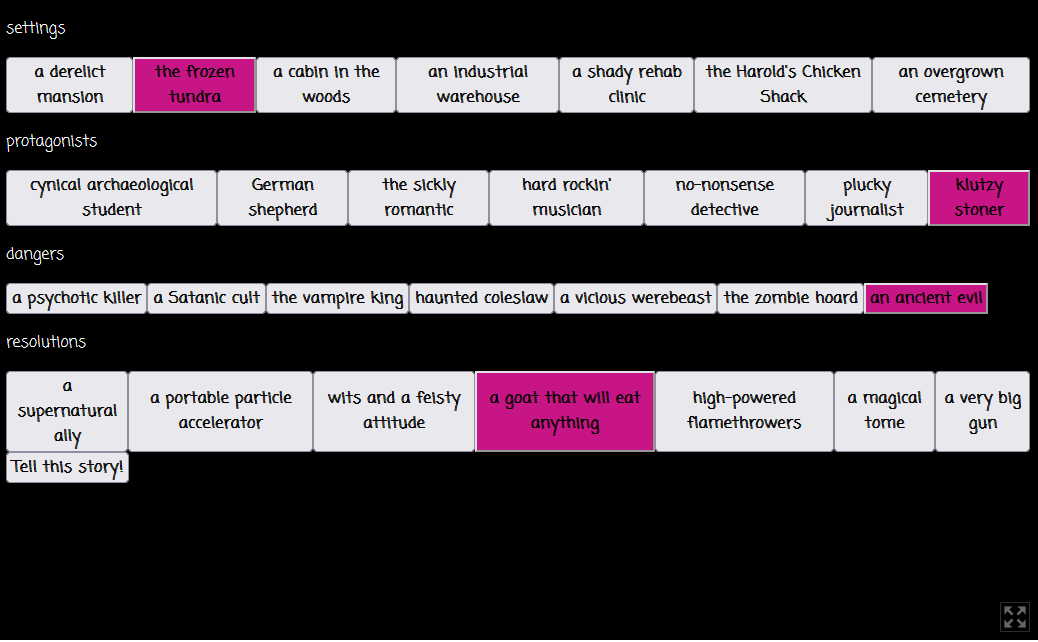 settings
a derelict mansion
the frozen tundra
a cabin in the woods
an industrial warehouse
a shady rehab clinic
the Harold's Chicken Shack
an overgrown cemetery
protagonists
cynical archaeological student
German shepherd
the sickly romantic
hard rockin' musician
no-nonsense detective
plucky journalist
klutzy stoner
dangers
a psychotic killer
a Satanic cult
the vampire king
haunted coleslaw
a vicious werebeast
the zombie hoard
an ancient evil
resolutions
a supernatural ally
a portable particle accelerator
wits and a feisty attitude
a goat that will eat anything
high-powered flamethrowers
a magical tome
a very big gun
Tell this story!